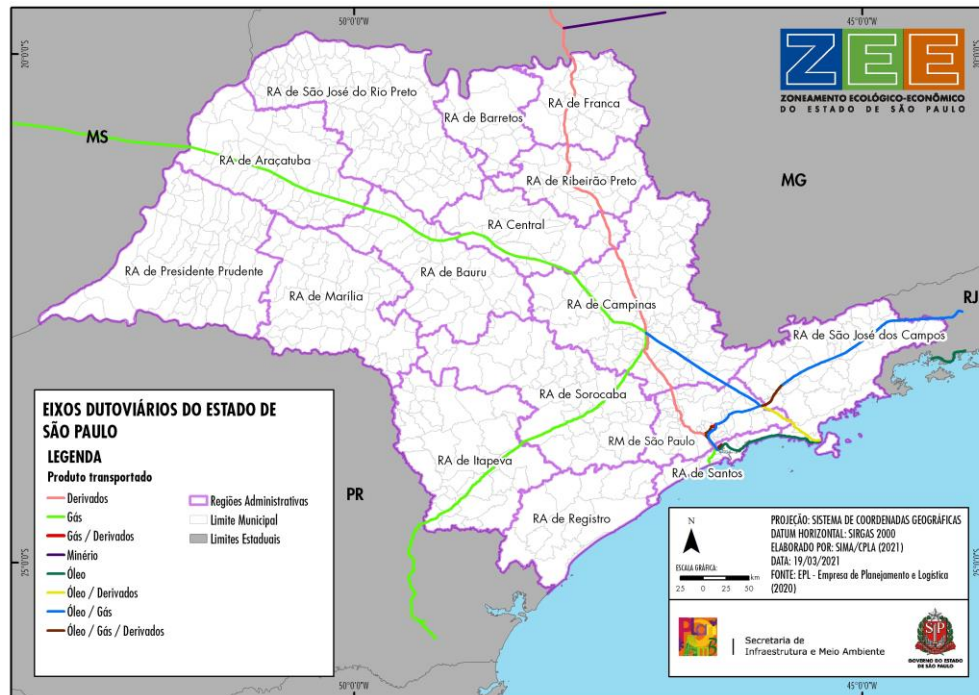 50°0'0"W
45°0'0"W
20°0'0"S
20°0'0"S
ZEE
ZONEAMENTO ECOLÓGICO-ECONÔMICO
DO ESTADO DE SÃO PAULO
RA de São José do Rio Preto
RA de Barretos
RA de Franca
MS
RA de Araçatuba
RA de Ribeirão Preto
MG
RA Central
RA de Presidente Prudente
RA de Bauru
RA de Marília
RA de Campinas
RJ
RA de São José dos Campos
RA de Sorocaba
RM de São Paulo
RA de Itapeva
RA de Santos
PR
RA de Registro
EIXOS DUTOVIÁRIOS DO ESTADO DE
SÃO PAULO
LEGENDA
Produto transportado
Derivados
Gás
Gás / Derivados
Minério
Óleo
Óleo / Derivados
Óleo / Gás
Óleo / Gás / Derivados
Regiões Administrativas
Limite Municipal
Limites Estaduais
N
ESCALA GRÁFICA:
25 0 25 50
km
PROJEÇÃO: SISTEMA DE COORDENADAS GEOGRÁFICAS
DATUM HORIZONTAL: SIRGAS 2000
ELABORADO POR: SIMA/CPLA (2021)
DATA: 19/03/2021
FONTE: EPL - Empresa de Planejamento e Logística
(2020)
25°0'0"S
25°0'0"S
Secretaria de
Infraestrutura e Meio Ambiente
GOVERNO DO ESTADO
DE SÃO PAULO
50°0'0"W
45°0'0"W